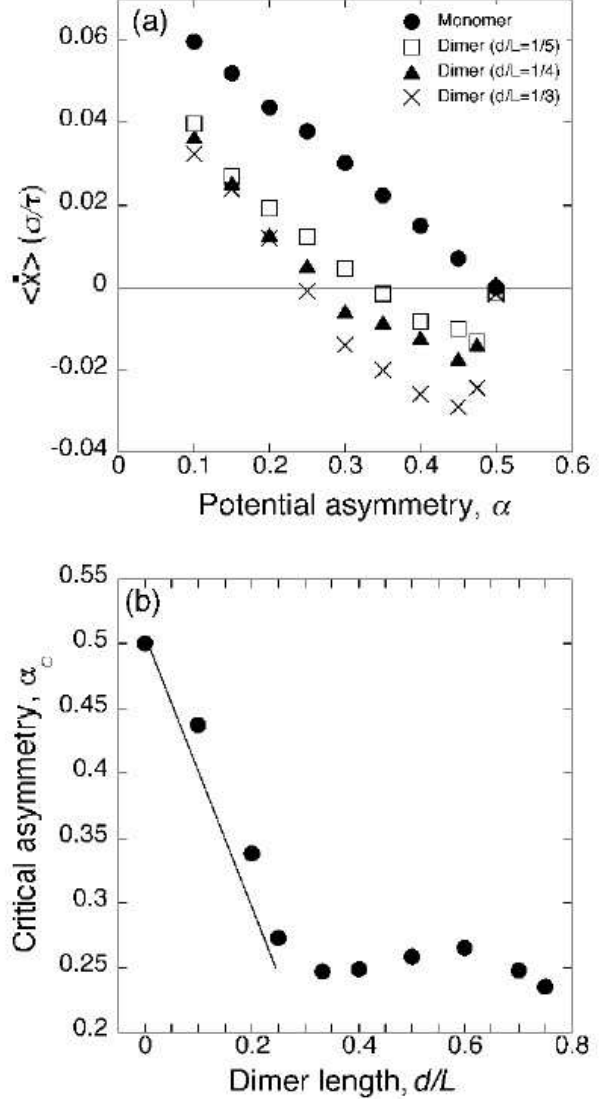 (a)
Monomer
Dimer (d/L=1/5)
Dimer (d/L=1/4)
Dimer (d/L=1/3)
0.06
0.04
0.02
0
-0.02
-0.04
<ẋ> (σ/τ)
0 0.1 0.2 0.3 0.4 0.5 0.6
Potential asymmetry, α
(b)
0.55
0.5
0.45
0.4
0.35
0.3
0.25
0.2
Critical asymmetry, αc
0 0.2 0.4 0.6 0.8
Dimer length, d/L